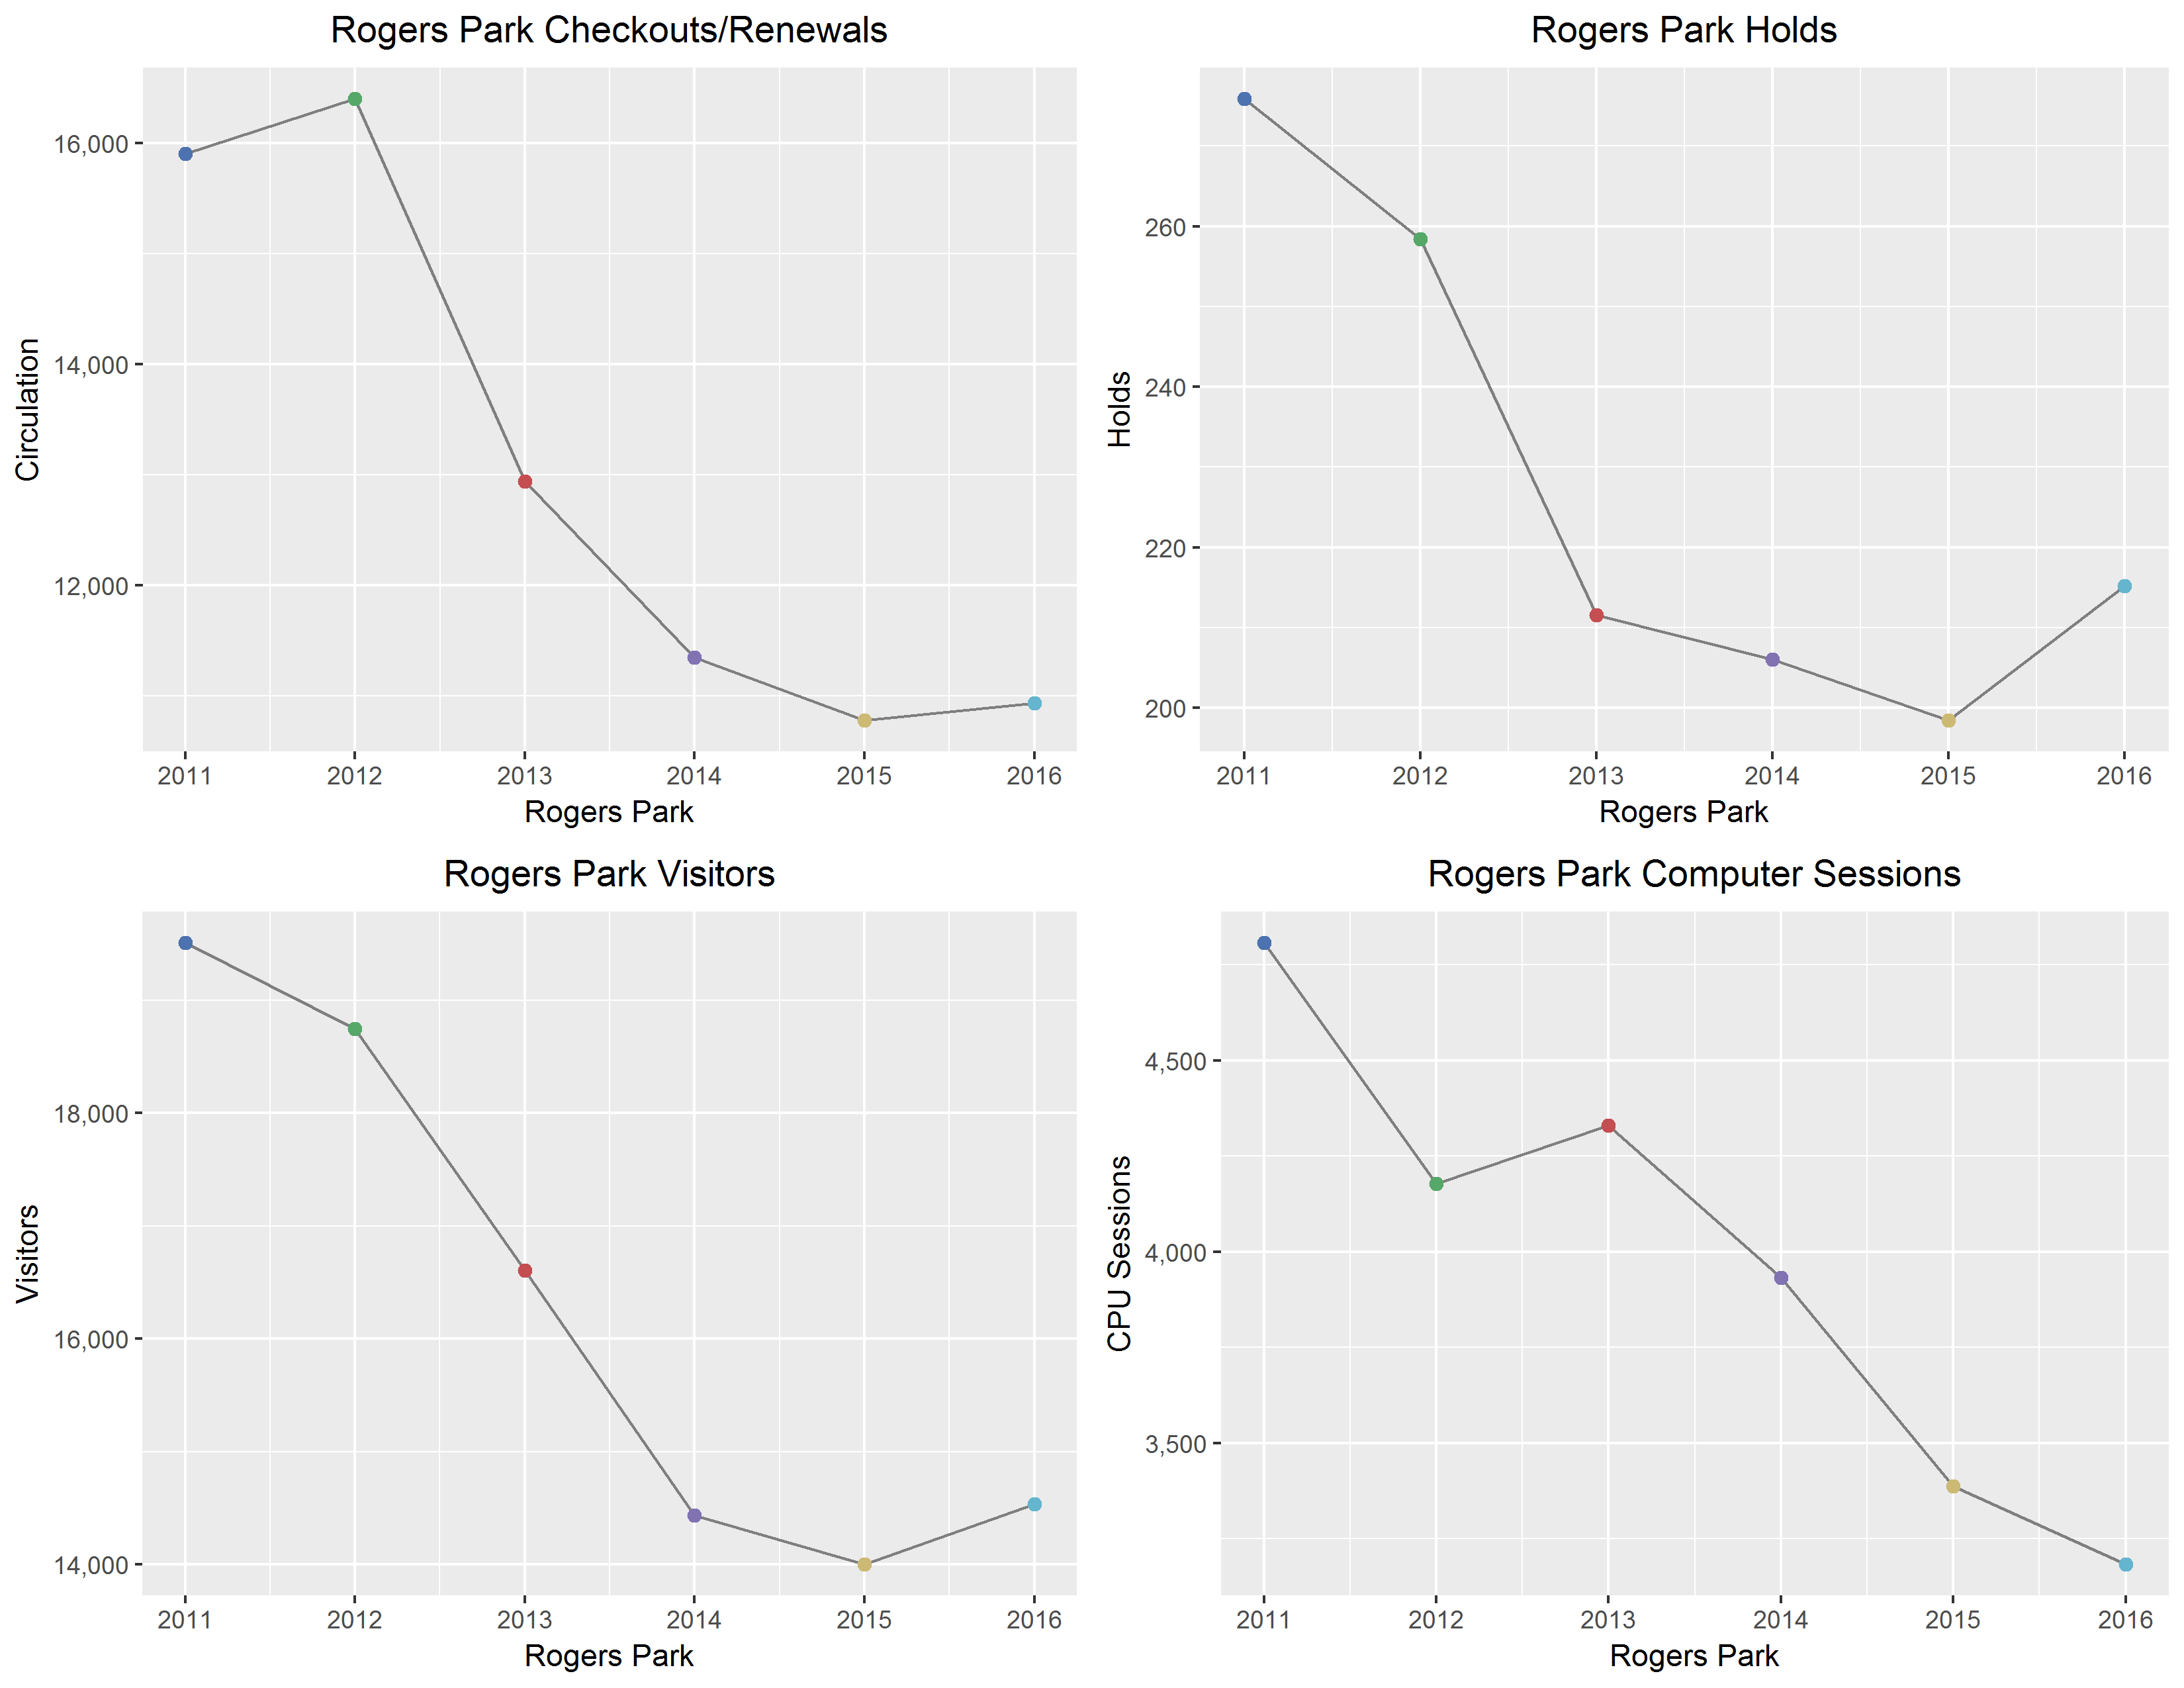 Rogers Park Checkouts/Renewals
Circulation
16,000
14,000
12,000
2011 2012 2013 2014 2015 2016
Rogers Park
Rogers Park Holds
Holds
260
240
220
200
2011 2012 2013 2014 2015 2016
Rogers Park
Rogers Park Visitors
Visitors
18,000
16,000
14,000
2011 2012 2013 2014 2015 2016
Rogers Park
Rogers Park Computer Sessions
CPU Sessions
4,500
4,000
3,500
2011 2012 2013 2014 2015 2016
Rogers Park